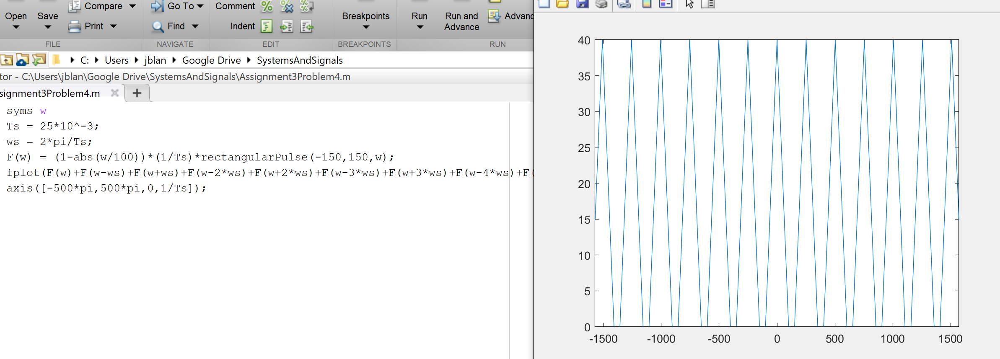 Compare
Go To
Comment
Open
Save
Breakpoints
Run
Run and
Advance
Print
Find
Indent
FILE
NAVIGATE
EDIT
BREAKPOINTS
RUN
C: Users jblan Google Drive SystemsAndSignals
C:\Users\jblan\Google Drive\SystemsAndSignals\Assignment3Problem4.m
signment3Problem4.m
syms w
Ts = 25*10^-3;
ws = 2*pi/Ts;
F(w) = (1-abs(w/100))*(1/Ts)*rectangularPulse(-150,150,w);
fplot(F(w)+F(w-ws)+F(w+ws)+F(w-2*ws)+F(w+2*ws)+F(w-3*ws)+F(w+3*ws)+F(w-4*ws)+F(
axis([-500*pi,500*pi,0,1/Ts]);
40
35
30
25
20
15
10
5
0
-1500 -1000 -500 0 500 1000 1500